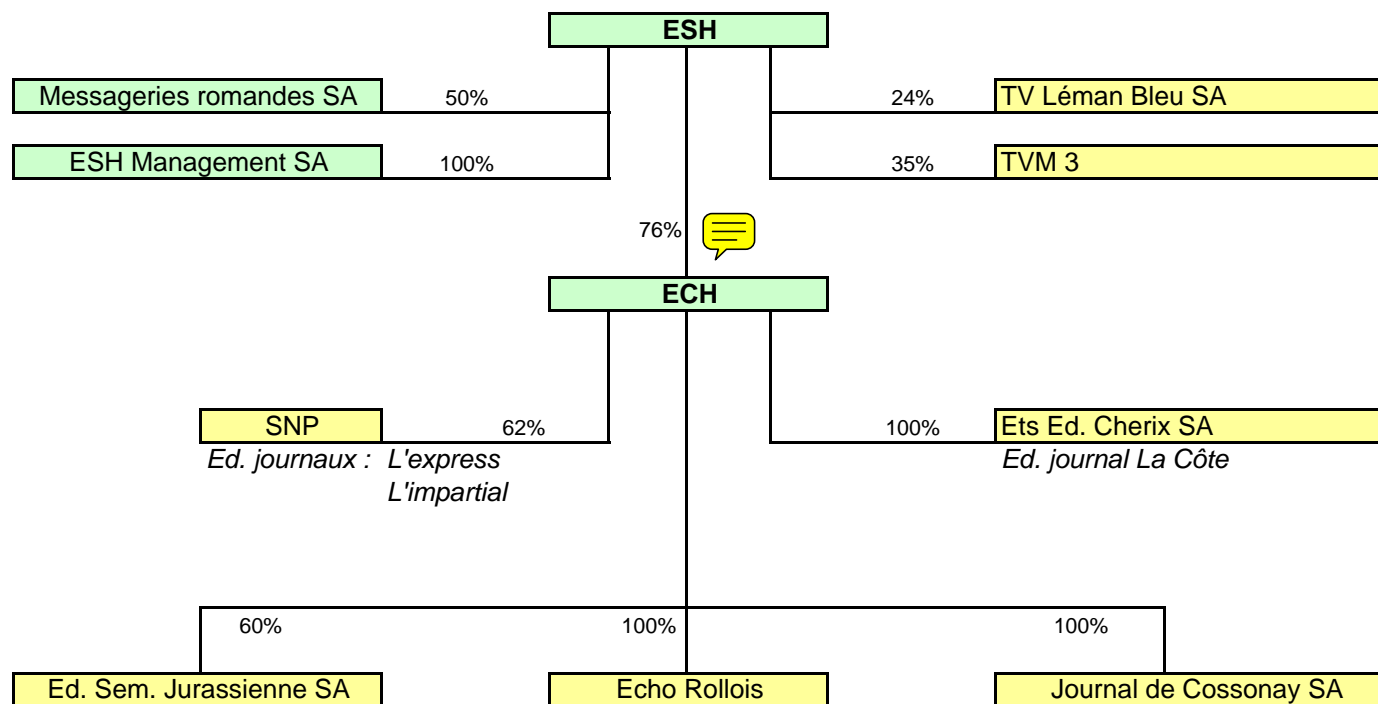 ESH
Messageries romandes SA 50% 24% TV Léman Bleu SA
ESH Management SA 100% 35% TVM 3
76%
ECH
SNP 62% 100% Ets Ed. Cherix SA
Ed. journaux : L'express Ed. journal La Côte
L'impartial
60% 100% 100%
Ed. Sem. Jurassienne SA Echo Rollois Journal de Cossonay SA